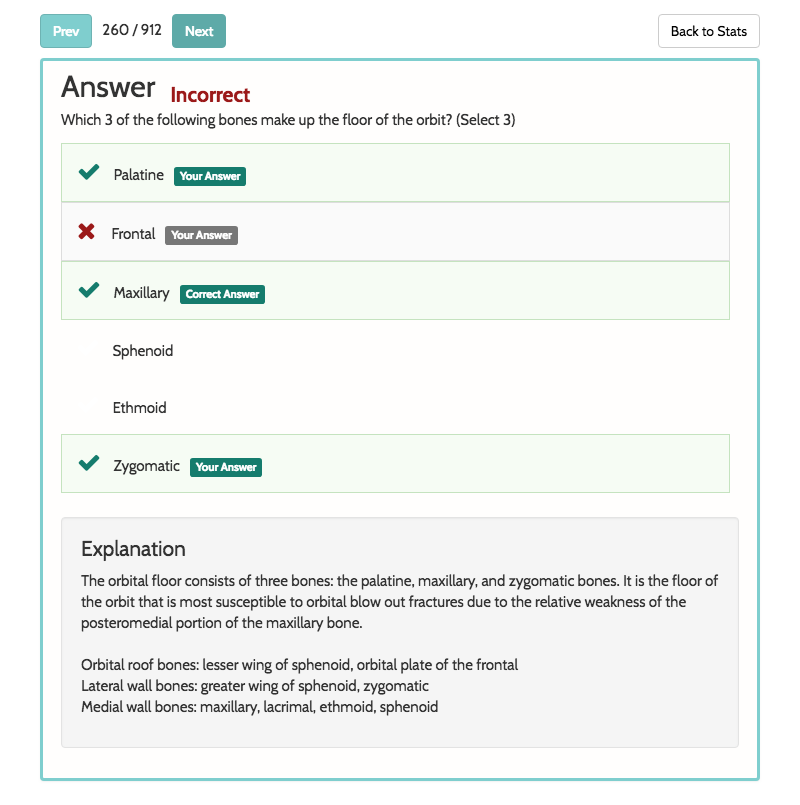 Prev 260 / 912 Next Back to Stats
Answer Incorrect
Which 3 of the following bones make up the floor of the orbit? (Select 3)
Palatine Your Answer
Frontal Your Answer
Maxillary Correct Answer
Sphenoid
Ethmoid
Zygomatic Your Answer
Explanation
The orbital floor consists of three bones: the palatine, maxillary, and zygomatic bones. It is the floor of
the orbit that is most susceptible to orbital blow out fractures due to the relative weakness of the
posteromedial portion of the maxillary bone.
Orbital roof bones: lesser wing of sphenoid, orbital plate of the frontal
Lateral wall bones: greater wing of sphenoid, zygomatic
Medial wall bones: maxillary, lacrimal, ethmoid, sphenoid